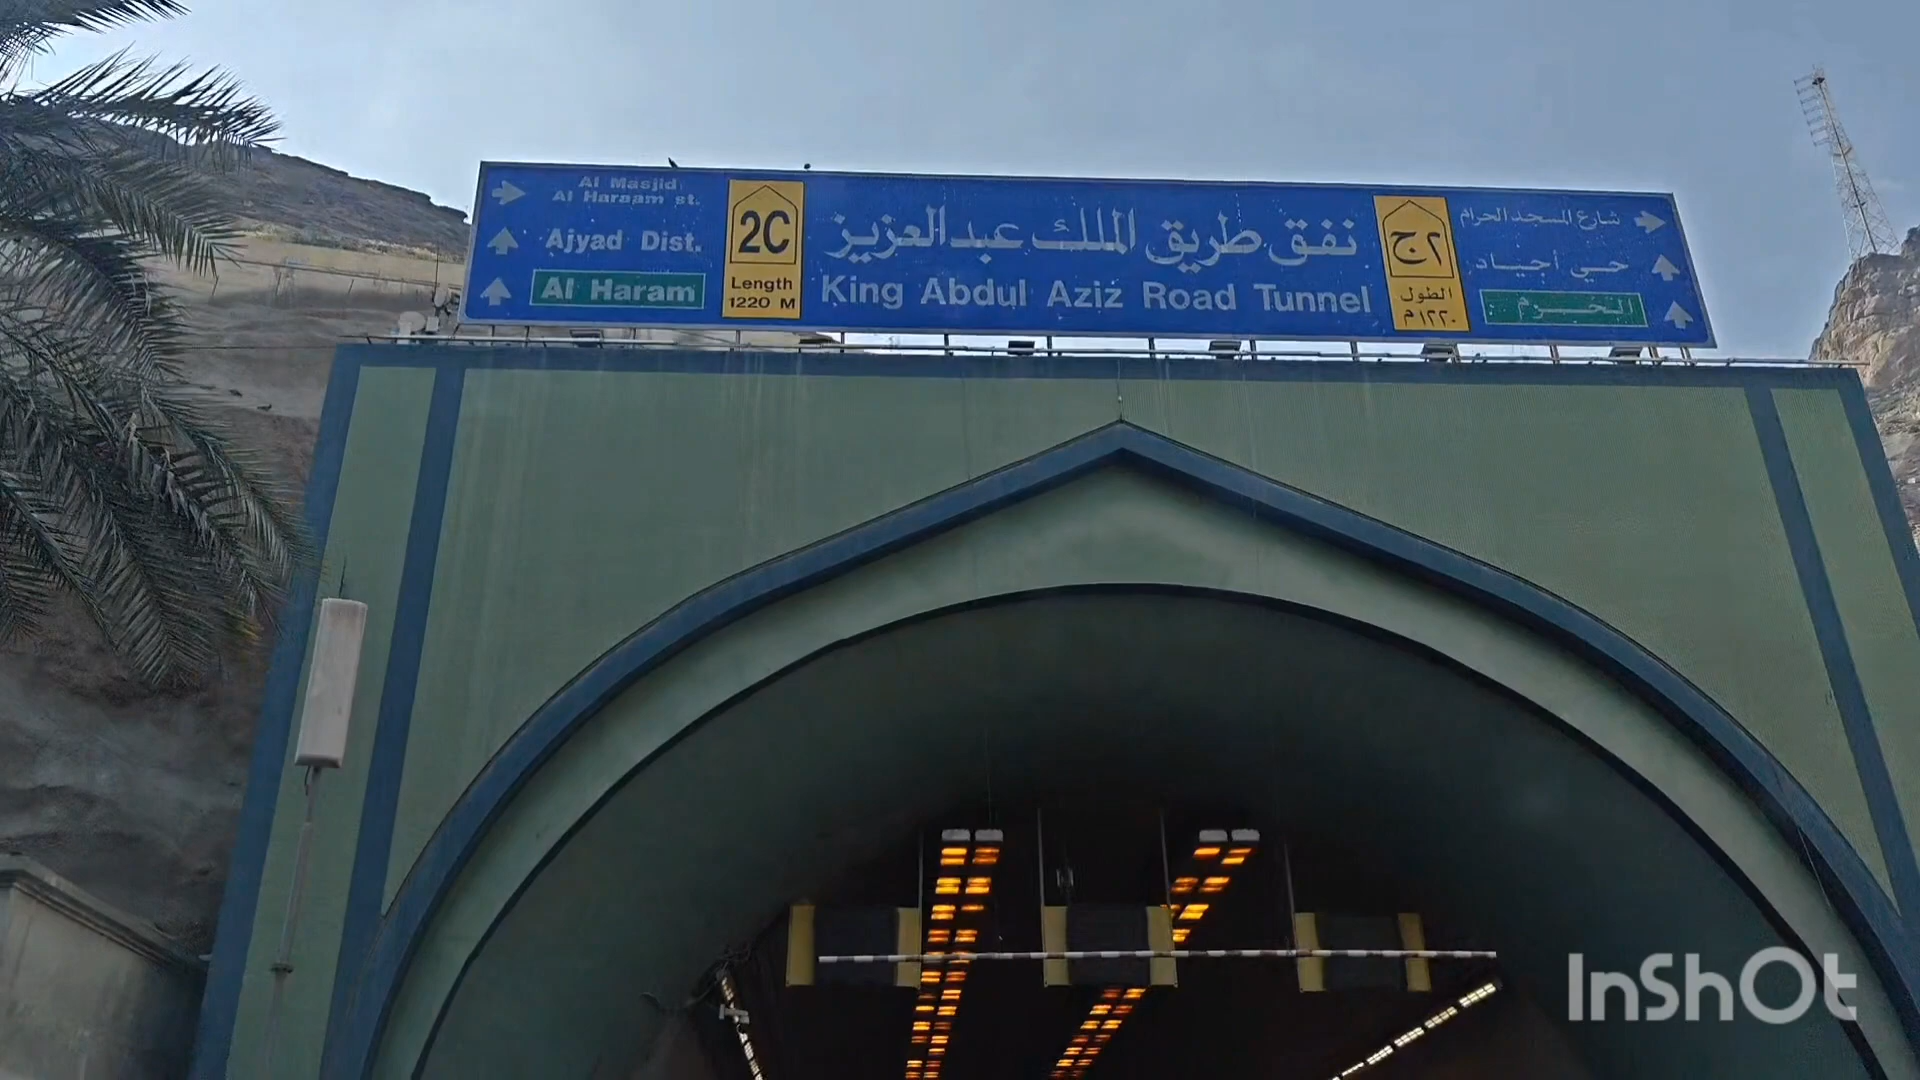 Al Masjid
Al Haraam st.
Ajyad Dist.
Al Haram
2C
Length
1220 M
نفق طريق الملك عبدالعزيز
King Abdul Aziz Road Tunnel
٢ج
الطول
١٢٢٠م
شارع المسجد الحرام
حي أجياد
الحرم
InShOt